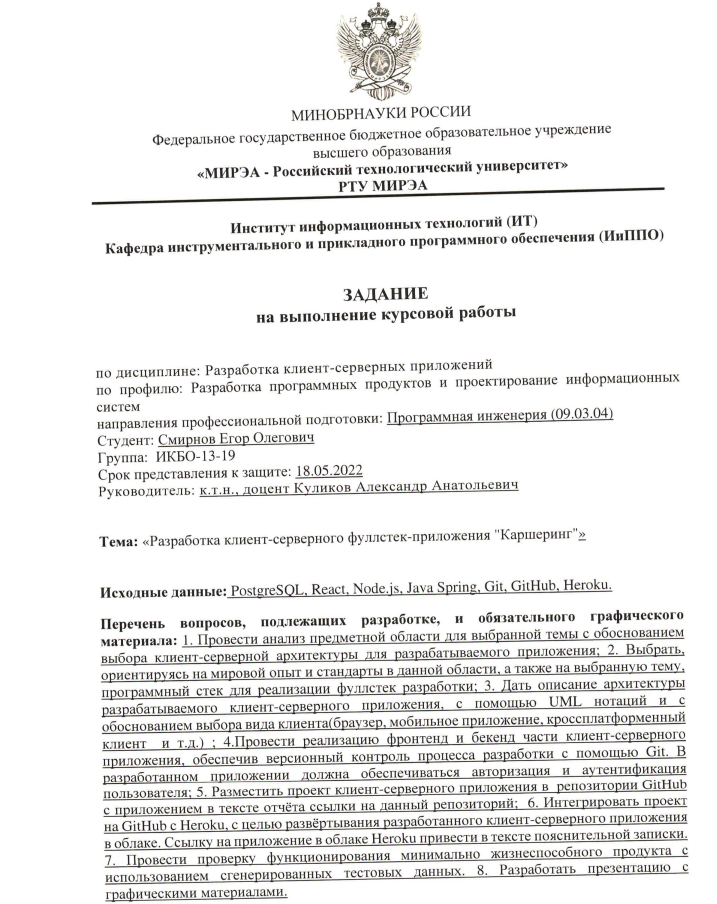 МИНОБРНАУКИ РОССИИ
Федеральное государственное бюджетное образовательное учреждение
высшего образования
«МИРЭА - Российский технологический университет»
РТУ МИРЭА
Институт информационных технологий (ИТ)
Кафедра инструментального и прикладного программного обеспечения (ИиППО)
ЗАДАНИЕ
на выполнение курсовой работы
по дисциплине: Разработка клиент-серверных приложений
по профилю: Разработка программных продуктов и проектирование информационных
систем
направления профессиональной подготовки: Программная инженерия (09.03.04)
Студент: Смирнов Егор Олегович
Группа: ИКБО-13-19
Срок представления к защите: 18.05.2022
Руководитель: к.т.н., доцент Куликов Александр Анатольевич
Тема: «Разработка клиент-серверного фуллстек-приложения "Каршеринг"»
Исходные данные: PostgreSQL, React, Node.js, Java Spring, Git, GitHub, Heroku.
Перечень вопросов, подлежащих разработке, и обязательного графического
материала: 1. Провести анализ предметной области для выбранной темы с обоснованием
выбора клиент-серверной архитектуры для разрабатываемого приложения; 2. Выбрать,
ориентируясь на мировой опыт и стандарты в данной области, а также на выбранную тему,
программный стек для реализации фуллстек разработки; 3. Дать описание архитектуры
разрабатываемого клиент-серверного приложения, с помощью UML нотаций и с
обоснованием выбора вида клиента(браузер, мобильное приложение, кроссплатформенный
клиент и т.д.) ; 4.Провести реализацию фронтенд и бекенд части клиент-серверного
приложения, обеспечив версионный контроль процесса разработки с помощью Git. В
разработанном приложении должна обеспечиваться авторизация и аутентификация
пользователя; 5. Разместить проект клиент-серверного приложения в репозитории GitHub
с приложением в тексте отчёта ссылки на данный репозиторий; 6. Интегрировать проект
на GitHub с Heroku, с целью развёртывания разработанного клиент-серверного приложения
в облаке. Ссылку на приложение в облаке Heroku привести в тексте пояснительной записки.
7. Провести проверку функционирования минимально жизнеспособного продукта с
использованием сгенерированных тестовых данных. 8. Разработать презентацию с
графическими материалами.